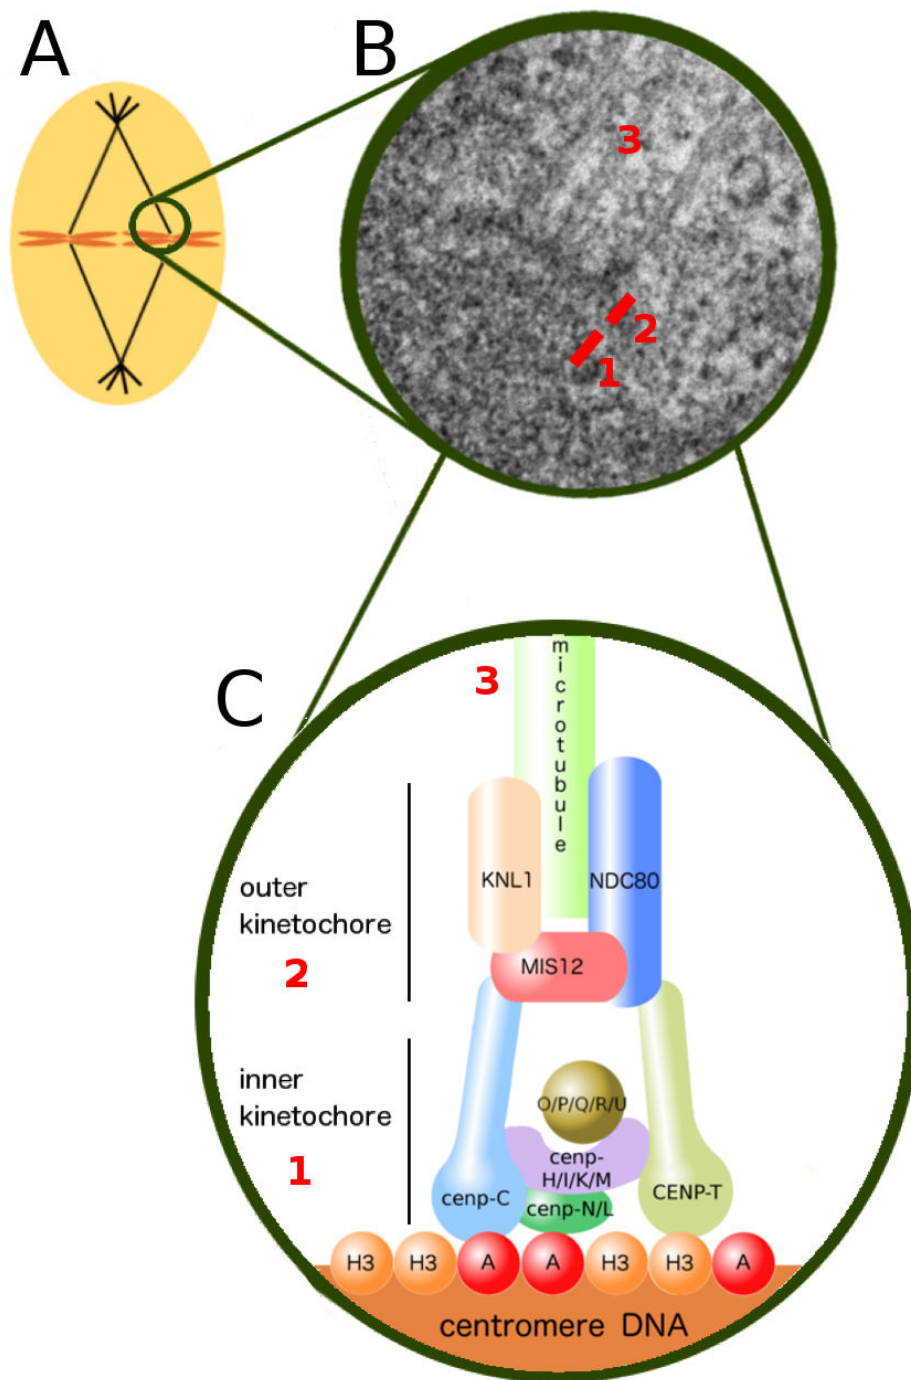 A
B
3
2
1
C
3
microtubule
KNL1
NDC80
outer
kinetochore
2
MIS12
inner
kinetochore
1
O/P/Q/R/U
cenp-
H/I/K/M
cenp-C
cenp-N/L
CENP-T
H3 H3 A A H3 H3 A
centromere DNA